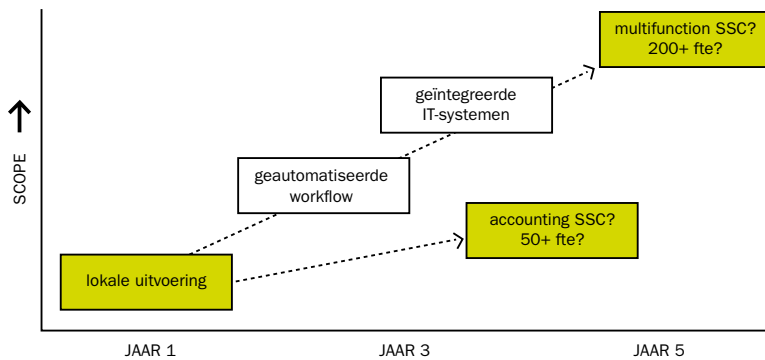 multifunction SSC?
200+ fte?
geïntegreerde
IT-systemen
geautomatiseerde
workflow
accounting SSC?
50+ fte?
lokale uitvoering
SCOPE
JAAR 1
JAAR 3
JAAR 5